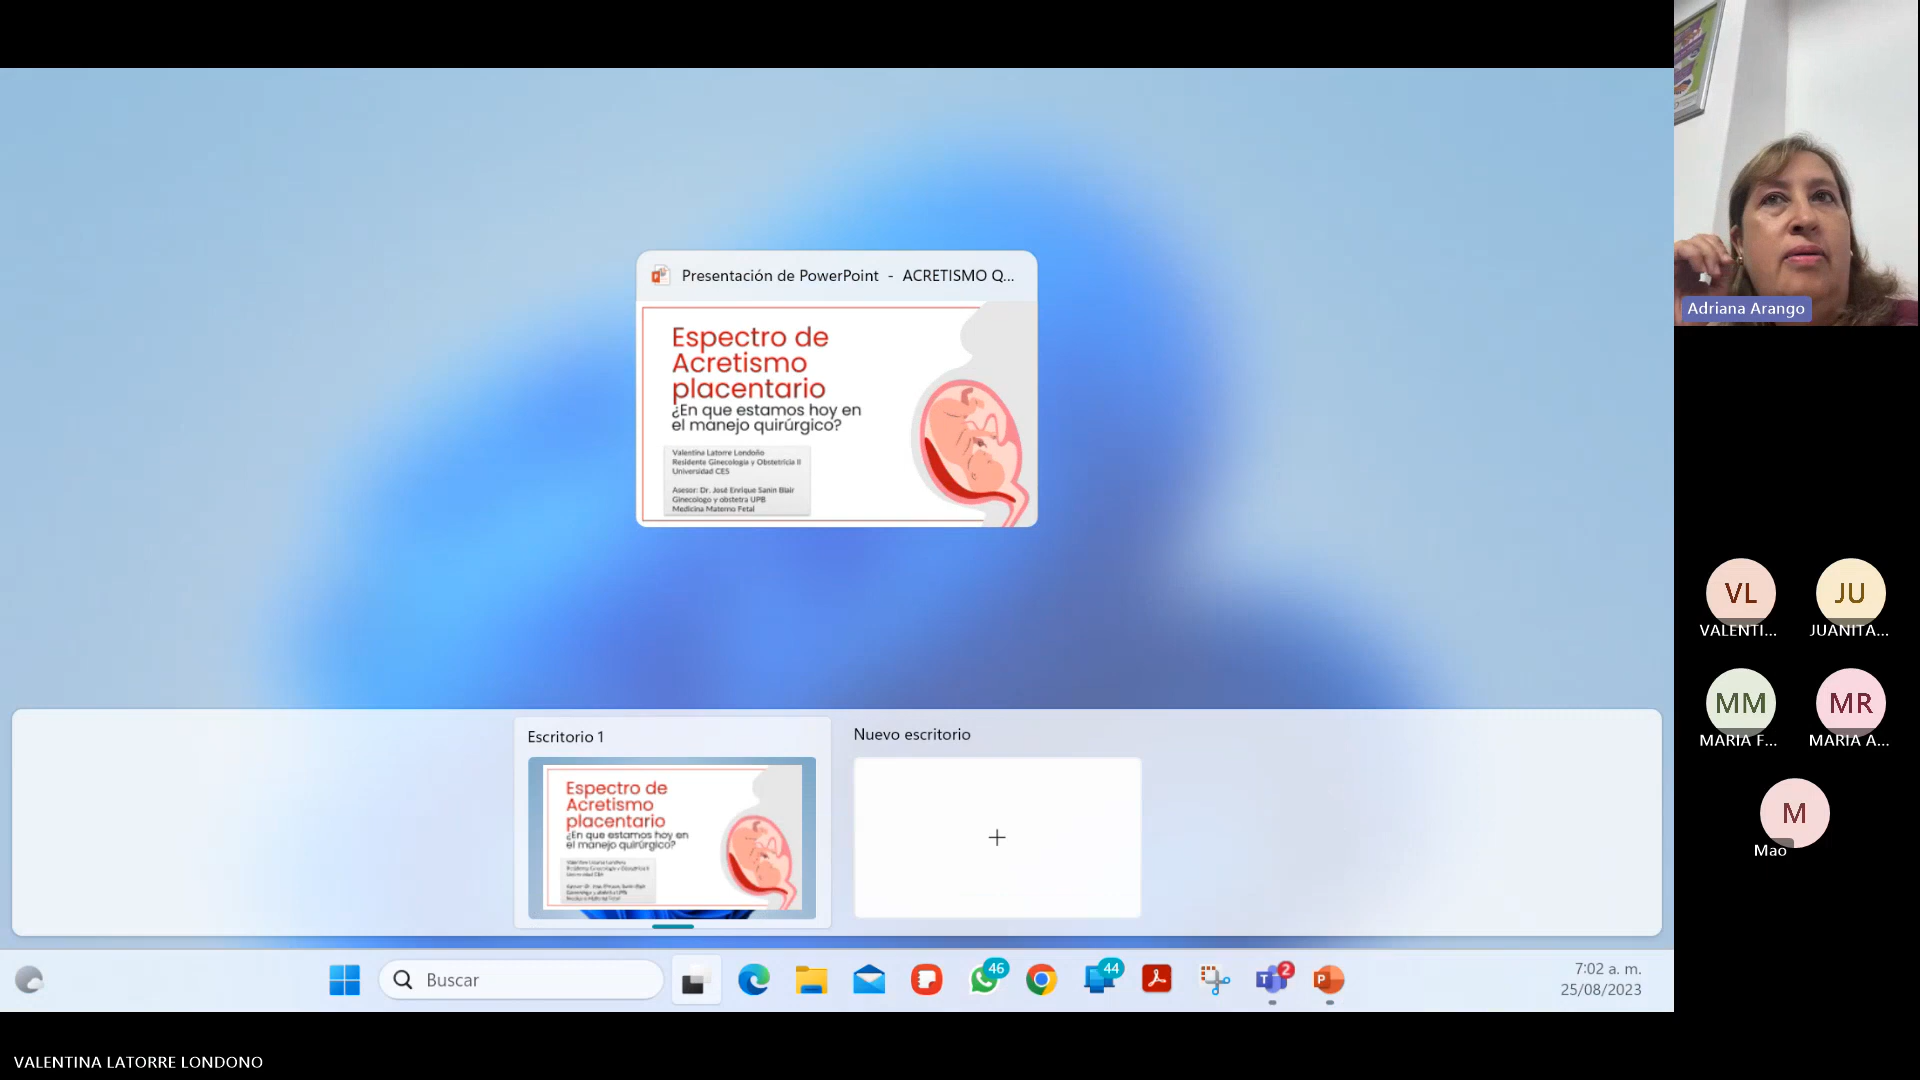 Presentación de PowerPoint - ACRETISMO Q...
Espectro de
Acretismo
placentario
¿En que estamos hoy en
el manejo quirúrgico?
Valentina Latorre Londoño
Residente Ginecología y Obstetricia II
Universidad CES
Asesor: Dr. José Enrique Sanin Blair
Ginecologo y obstetra UPB
Medicina Materno Fetal
Adriana Arango
VL
VALENTI...
JU
JUANITA...
MM
MARIA F...
MR
MARIA A...
M
Mao
Escritorio 1
Nuevo escritorio
Espectro de
Acretismo
placentario
¿En que estamos hoy en
el manejo quirúrgico?
Buscar
46
44
2
7:02 a. m.
25/08/2023
VALENTINA LATORRE LONDONO